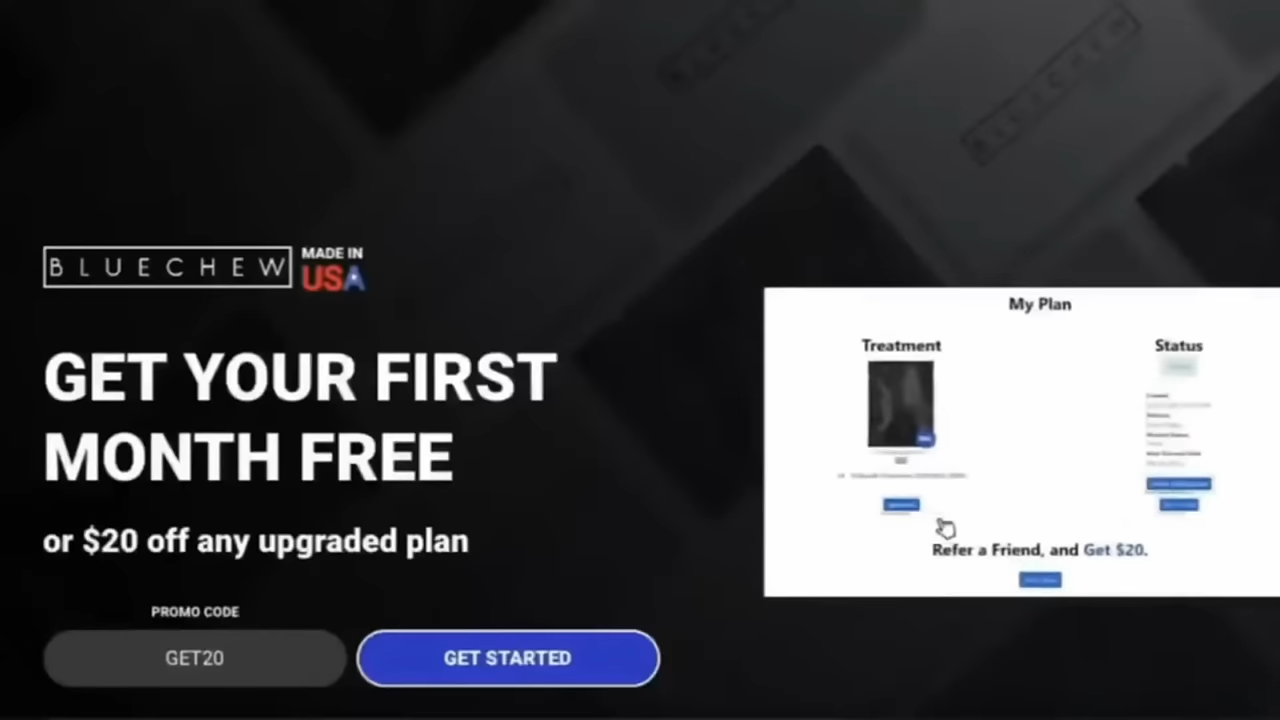 BLUECHEW
MADE IN
USA
GET YOUR FIRST
MONTH FREE
or $20 off any upgraded plan
PROMO CODE
GET20
GET STARTED
My Plan
Treatment
Status
Refer a Friend, and Get $20.